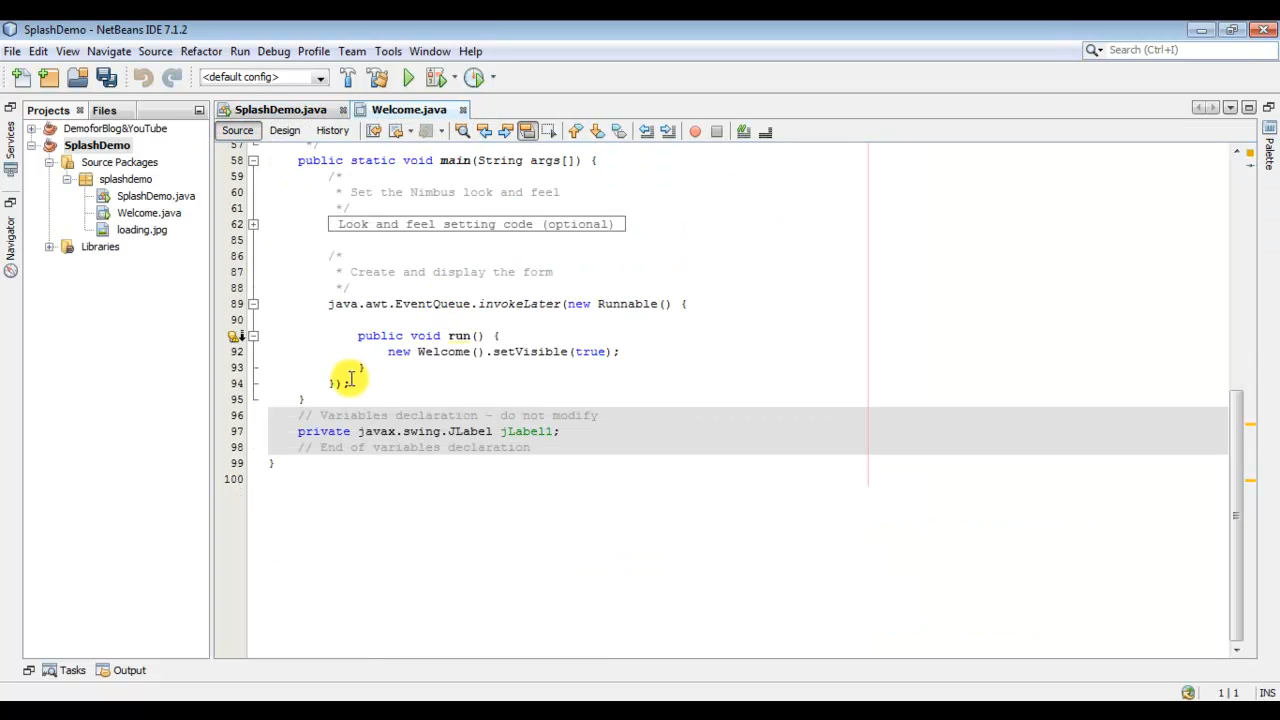 SplashDemo - NetBeans IDE 7.1.2
File Edit View Navigate Source Refactor Run Debug Profile Team Tools Window Help
Search (Ctrl+I)
<default config>
Projects Files
SplashDemo.java Welcome.java
Source Design History
Services
Navigator
Palette
DemoforBlog&YouTube
SplashDemo
Source Packages
splashdemo
SplashDemo.java
Welcome.java
loading.jpg
Libraries
57 */
58 public static void main(String args[]) {
59 /*
60 * Set the Nimbus look and feel
61 */
62 Look and feel setting code (optional)
85
86 /*
87 * Create and display the form
88 */
89 java.awt.EventQueue.invokeLater(new Runnable() {
90
public void run() {
92 new Welcome().setVisible(true);
93 }
94 });
95 }
96 // Variables declaration - do not modify
97 private javax.swing.JLabel jLabel1;
98 // End of variables declaration
99 }
100
Tasks Output
1 | 1 INS